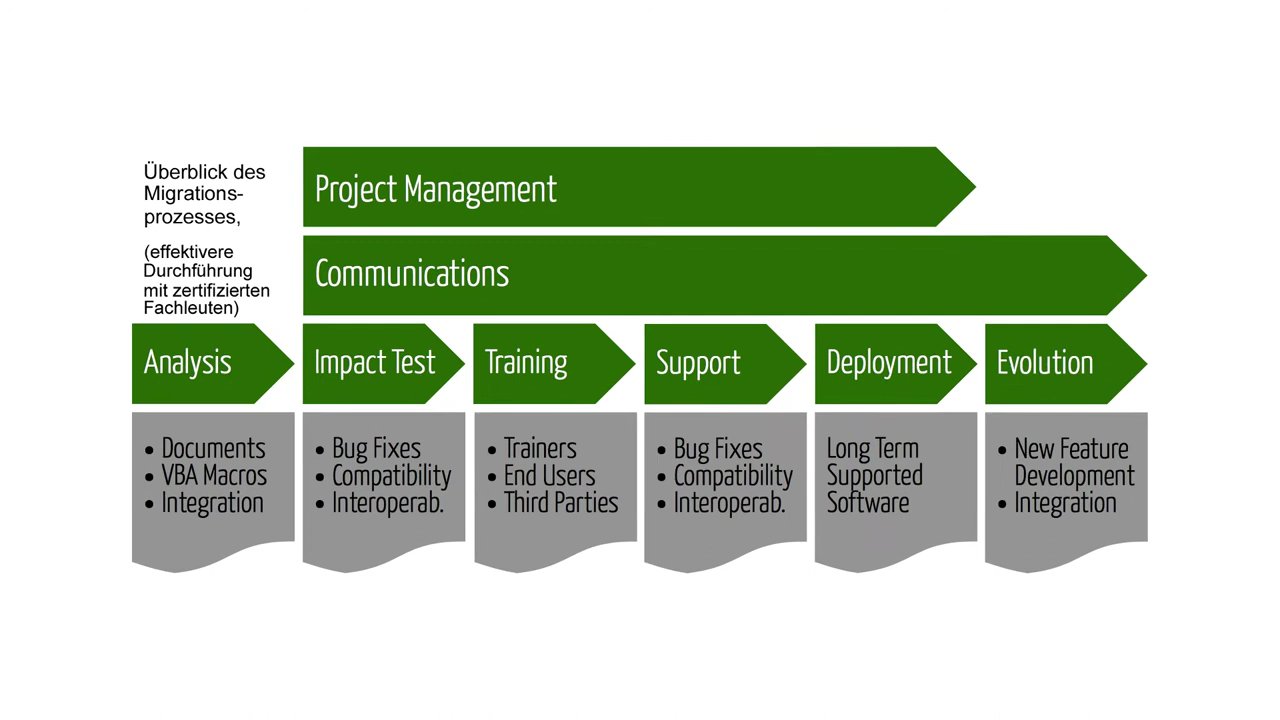 Überblick des
Migrations-
prozesses,
(effektivere
Durchführung
mit zertifizierten
Fachleuten)
Project Management
Communications
Analysis
Impact Test
Training
Support
Deployment
Evolution
• Documents
• VBA Macros
• Integration
• Bug Fixes
• Compatibility
• Interoperab.
• Trainers
• End Users
• Third Parties
• Bug Fixes
• Compatibility
• Interoperab.
Long Term
Supported
Software
• New Feature
Development
• Integration